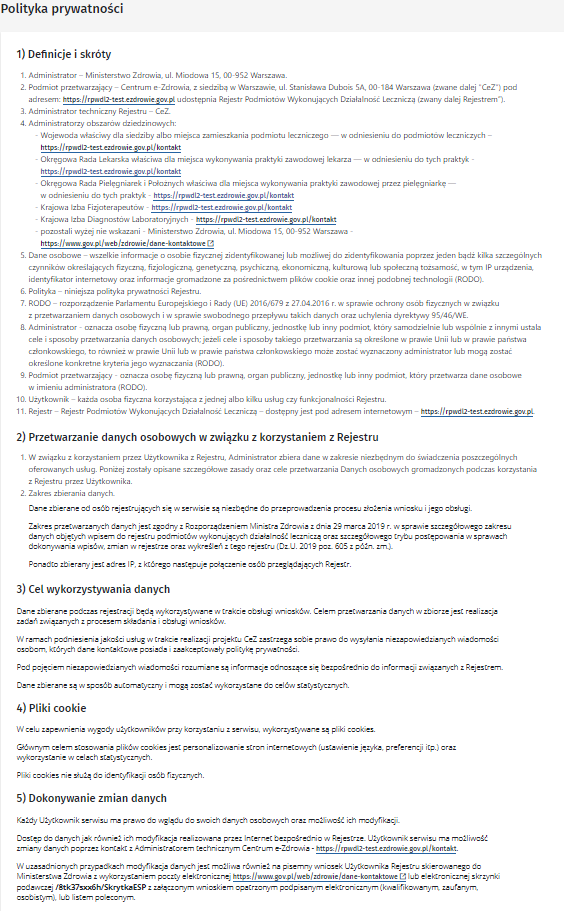 Polityka prywatności
1) Definicje i skróty
1. Administrator – Ministerstwo Zdrowia, ul. Miodowa 15, 00-952 Warszawa.
2. Podmiot przetwarzający – Centrum e-Zdrowia, z siedzibą w Warszawie, ul. Stanisława Dubois 5A, 00-184 Warszawa (zwane dalej "CeZ") pod
adresem: https://rpwdl2-test.ezdrowie.gov.pl udostępnia Rejestr Podmiotów Wykonujących Działalność Leczniczą (zwany dalej Rejestrem").
3. Administrator techniczny Rejestru – CeZ.
4. Administratorzy obszarów dziedzinowych:
- Wojewoda właściwy dla siedziby albo miejsca zamieszkania podmiotu leczniczego –– w odniesieniu do podmiotów leczniczych –
https://rpwdl2-test.ezdrowie.gov.pl/kontakt
- Okręgowa Rada Lekarska właściwa dla miejsca wykonywania praktyki zawodowej lekarza –– w odniesieniu do tych praktyk -
https://rpwdl2-test.ezdrowie.gov.pl/kontakt
- Okręgowa Rada Pielęgniarek i Położnych właściwa dla miejsca wykonywania praktyki zawodowej przez pielęgniarkę ––
w odniesieniu do tych praktyk - https://rpwdl2-test.ezdrowie.gov.pl/kontakt
- Krajowa Izba Fizjoterapeutów - https://rpwdl2-test.ezdrowie.gov.pl/kontakt
- Krajowa Izba Diagnostów Laboratoryjnych - https://rpwdl2-test.ezdrowie.gov.pl/kontakt
- pozostali wyżej nie wskazani - Ministerstwo Zdrowia, ul. Miodowa 15, 00-952 Warszawa -
https://www.gov.pl/web/zdrowie/dane-kontaktowe
5. Dane osobowe – wszelkie informacje o osobie fizycznej zidentyfikowanej lub możliwej do zidentyfikowania poprzez jeden bądź kilka szczególnych
czynników określających fizyczną, fizjologiczną, genetyczną, psychiczną, ekonomiczną, kulturową lub społeczną tożsamość, w tym IP urządzenia,
identyfikator internetowy oraz informacje gromadzone za pośrednictwem plików cookie oraz innej podobnej technologii (RODO).
6. Polityka – niniejsza polityka prywatności Rejestru.
7. RODO – rozporządzenie Parlamentu Europejskiego i Rady (UE) 2016/679 z 27.04.2016 r. w sprawie ochrony osób fizycznych w związku
z przetwarzaniem danych osobowych i w sprawie swobodnego przepływu takich danych oraz uchylenia dyrektywy 95/46/WE.
8. Administrator - oznacza osobę fizyczną lub prawną, organ publiczny, jednostkę lub inny podmiot, który samodzielnie lub wspólnie z innymi ustala
cele i sposoby przetwarzania danych osobowych; jeżeli cele i sposoby takiego przetwarzania są określone w prawie Unii lub w prawie państwa
członkowskiego, to również w prawie Unii lub w prawie państwa członkowskiego może zostać wyznaczony administrator lub mogą zostać
określone konkretne kryteria jego wyznaczania (RODO).
9. Podmiot przetwarzający - oznacza osobę fizyczną lub prawną, organ publiczny, jednostkę lub inny podmiot, który przetwarza dane osobowe
w imieniu administratora (RODO).
10. Użytkownik – każda osoba fizyczna korzystająca z jednej albo kilku usług czy funkcjonalności Rejestru.
11. Rejestr – Rejestr Podmiotów Wykonujących Działalność Leczniczą – dostępny jest pod adresem internetowym – https://rpwdl2-test.ezdrowie.gov.pl.
2) Przetwarzanie danych osobowych w związku z korzystaniem z Rejestru
1. W związku z korzystaniem przez Użytkownika z Rejestru, Administrator zbiera dane w zakresie niezbędnym do świadczenia poszczególnych
oferowanych usług. Poniżej zostały opisane szczegółowe zasady oraz cele przetwarzania Danych osobowych gromadzonych podczas korzystania
z Rejestru przez Użytkownika.
2. Zakres zbierania danych.
Dane zbierane od osób rejestrujących się w serwisie są niezbędne do przeprowadzenia procesu złożenia wniosku i jego obsługi.
Zakres przetwarzanych danych jest zgodny z Rozporządzeniem Ministra Zdrowia z dnia 29 marca 2019 r. w sprawie szczegółowego zakresu
danych objętych wpisem do rejestru podmiotów wykonujących działalność leczniczą oraz szczegółowego trybu postępowania w sprawach
dokonywania wpisów, zmian w rejestrze oraz wykreśleń z tego rejestru (Dz.U. 2019 poz. 605 z późn. zm.).
Ponadto zbierany jest adres IP, z którego następuje połączenie osób przeglądających Rejestr.
3) Cel wykorzystywania danych
Dane zbierane podczas rejestracji będą wykorzystywane w trakcie obsługi wniosków. Celem przetwarzania danych w zbiorze jest realizacja
zadań związanych z procesem składania i obsługi wniosków.
W ramach podniesienia jakości usług w trakcie realizacji projektu CeZ zastrzega sobie prawo do wysyłania niezapowiedzianych wiadomości
osobom, których dane kontaktowe posiada i zaakceptowały politykę prywatności.
Pod pojęciem niezapowiedzianych wiadomości rozumiane są informacje odnoszące się bezpośrednio do informacji związanych z Rejestrem.
Dane zbierane są w sposób automatyczny i mogą zostać wykorzystane do celów statystycznych.
4) Pliki cookie
W celu zapewnienia wygody użytkowników przy korzystaniu z serwisu, wykorzystywane są pliki cookies.
Głównym celem stosowania plików cookies jest personalizowanie stron internetowych (ustawienie języka, preferencji itp.) oraz
wykorzystanie w celach statystycznych.
Pliki cookies nie służą do identyfikacji osób fizycznych.
5) Dokonywanie zmian danych
Każdy Użytkownik serwisu ma prawo do wglądu do swoich danych osobowych oraz możliwość ich modyfikacji.
Dostęp do danych jak również ich modyfikacja realizowana przez Internet bezpośrednio w Rejestrze. Użytkownik serwisu ma możliwość
zmiany danych poprzez kontakt z Administratorem technicznym Centrum e-Zdrowia - https://rpwdl2-test.ezdrowie.gov.pl/kontakt.
W uzasadnionych przypadkach modyfikacja danych jest możliwa również na pisemny wniosek Użytkownika Rejestru skierowanego do
Ministerstwa Zdrowia z wykorzystaniem poczty elektronicznej https://www.gov.pl/web/zdrowie/dane-kontaktowe lub elektronicznej skrzynki
podawczej /8tk37sxx6h/SkrytkaESP z załączonym wnioskiem opatrzonym podpisanym elektronicznym (kwalifikowanym, zaufanym,
osobistym), lub listem poleconym.